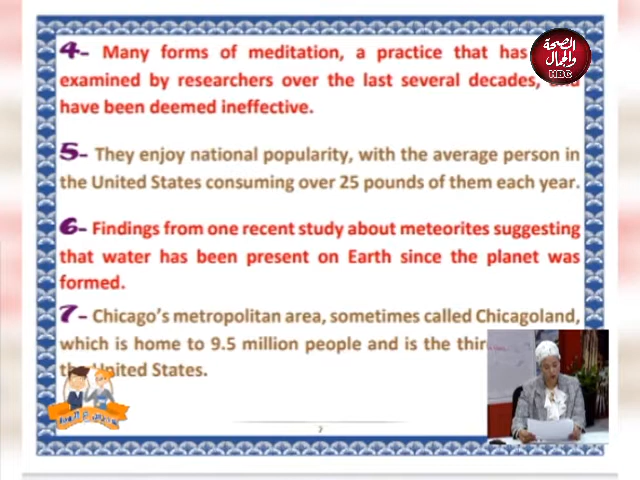 4- Many forms of meditation, a practice that has
الصحة
والجمال
HBC
examined by researchers over the last several decades,
have been deemed ineffective.
5- They enjoy national popularity, with the average person in
the United States consuming over 25 pounds of them each year.
6- Findings from one recent study about meteorites suggesting
that water has been present on Earth since the planet was
formed.
7- Chicago's metropolitan area, sometimes called Chicagoland,
which is home to 9.5 million people and is the
United States.